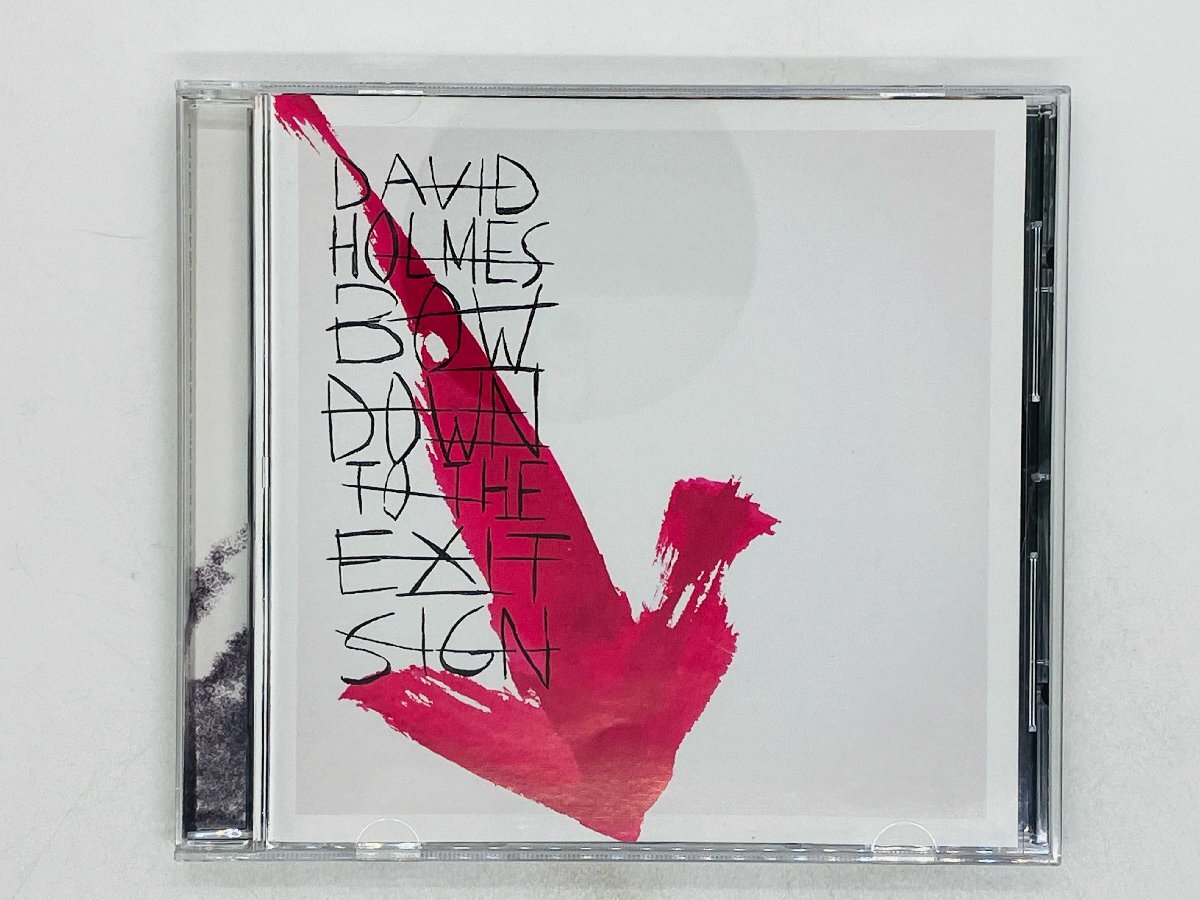 DAVID
HOLMES
BOW
DOWN
TO THE
EXIT
SIGN